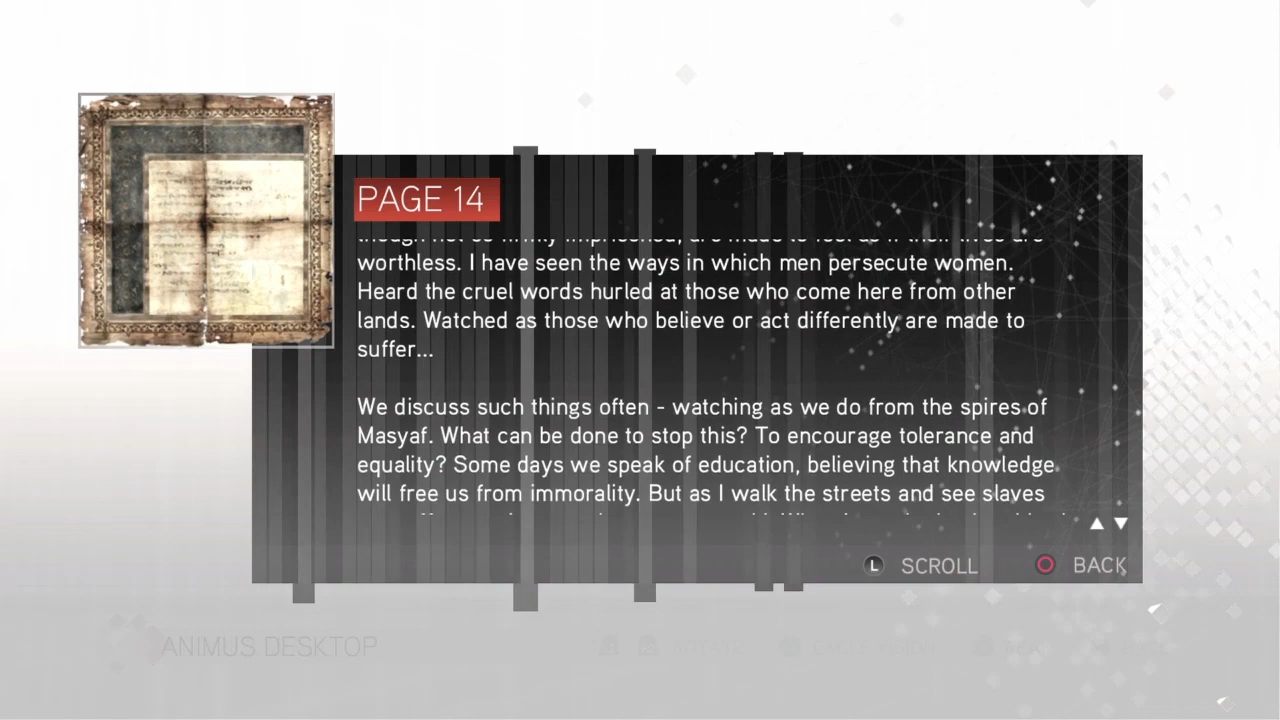 PAGE 14
worthless. I have seen the ways in which men persecute women.
Heard the cruel words hurled at those who come here from other
lands. Watched as those who believe or act differently are made to
suffer...
We discuss such things often - watching as we do from the spires of
Masyaf. What can be done to stop this? To encourage tolerance and
equality? Some days we speak of education, believing that knowledge
will free us from immorality. But as I walk the streets and see slaves
L SCROLL
BACK
ANIMUS DESKTOP